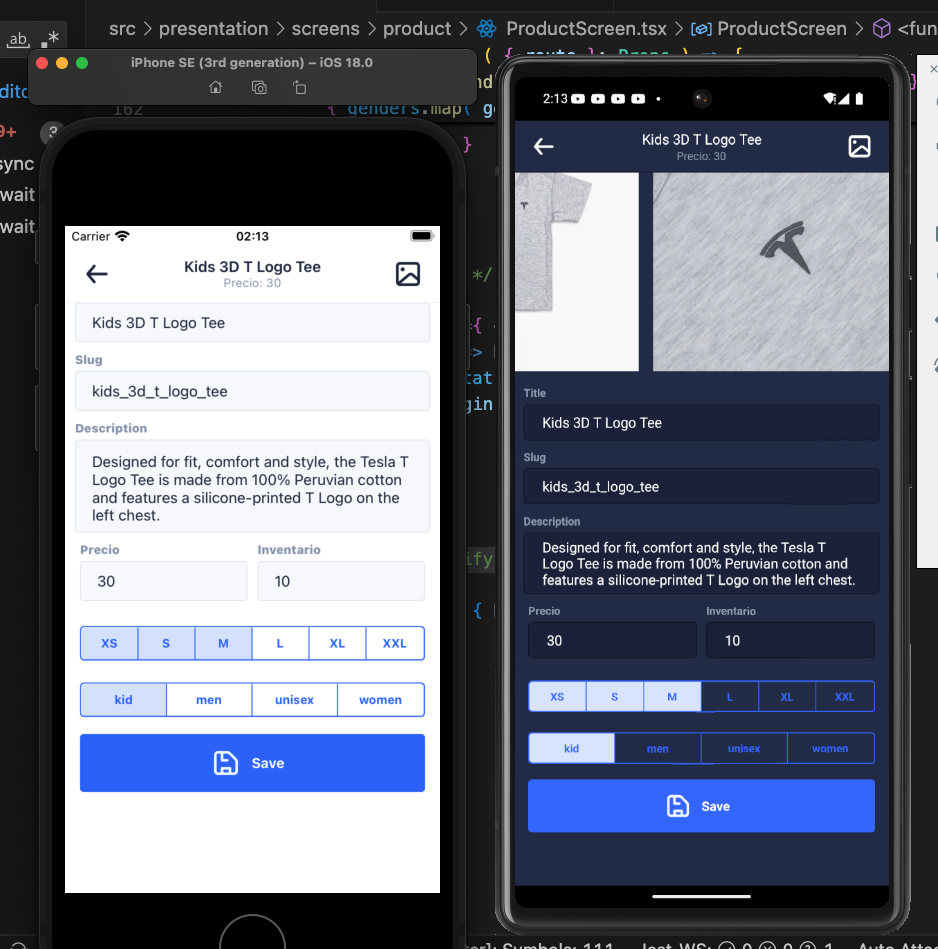 src > presentation > screens > product > ProductScreen.tsx > ProductScreen > <fun
ab
.*
iPhone SE (3rd generation) – iOS 18.0
( { route }: Props ) => {
162
{ genders.map( g
9+
3
sync
wait
wait
}
*/
{
>
tat
gin
ify
{
Carrier
02:13
Kids 3D T Logo Tee
Precio: 30
Kids 3D T Logo Tee
Slug
kids_3d_t_logo_tee
Description
Designed for fit, comfort and style, the Tesla T
Logo Tee is made from 100% Peruvian cotton
and features a silicone-printed T Logo on the
left chest.
Precio
Inventario
30
10
XS
S
M
L
XL
XXL
kid
men
unisex
women
Save
2:13
Kids 3D T Logo Tee
Precio: 30
Title
Kids 3D T Logo Tee
Slug
kids_3d_t_logo_tee
Description
Designed for fit, comfort and style, the Tesla T
Logo Tee is made from 100% Peruvian cotton and
features a silicone-printed T Logo on the left chest.
Precio
Inventario
30
10
XS
S
M
L
XL
XXL
kid
men
unisex
women
Save